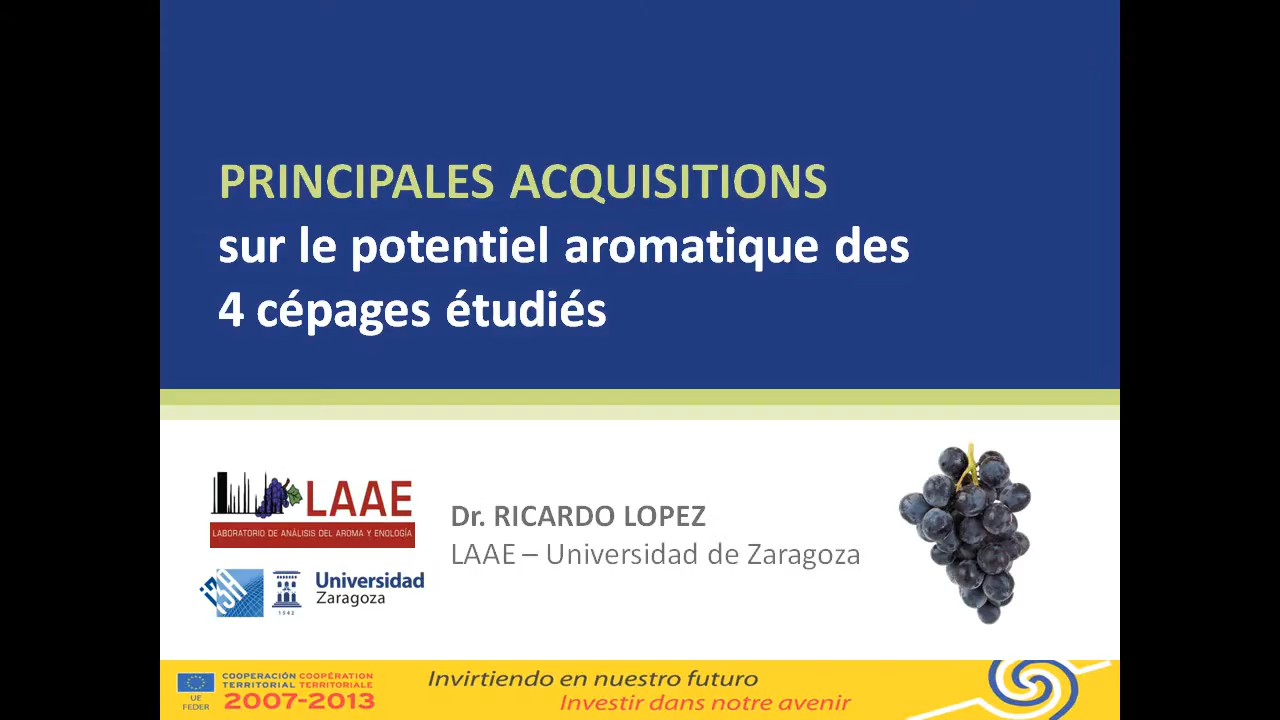 PRINCIPALES ACQUISITIONS
sur le potentiel aromatique des
4 cépages étudiés
LAAE
LABORATORIO DE ANÁLISIS DEL AROMA Y ENOLOGÍA
Dr. RICARDO LOPEZ
LAAE – Universidad de Zaragoza
i3A
Universidad
Zaragoza
1542
UE
FEDER
COOPERACIÓN COOPÉRATION
TERRITORIAL TERRITORIALE
2007-2013
Invirtiendo en nuestro futuro
Investir dans notre avenir